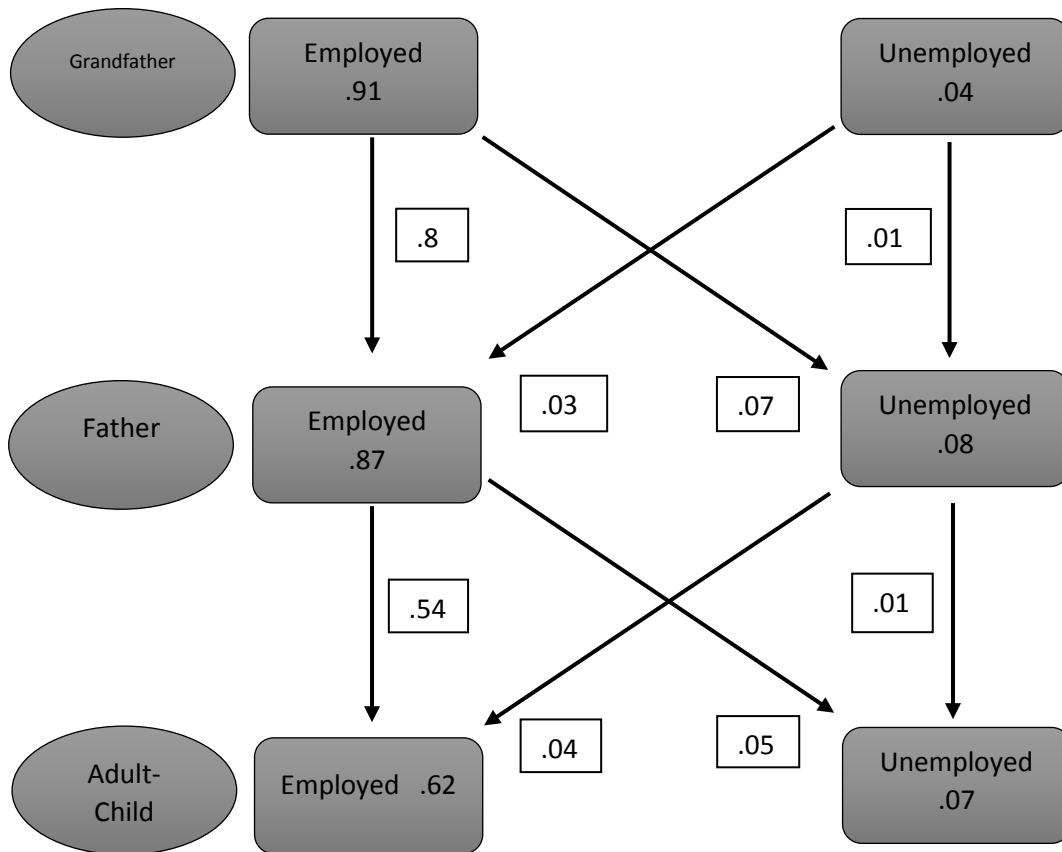 Grandfather
Employed
.91
Unemployed
.04
.8
.01
Father
Employed
.87
.03
.07
Unemployed
.08
.54
.01
Adult-
Child
Employed .62
.04
.05
Unemployed
.07